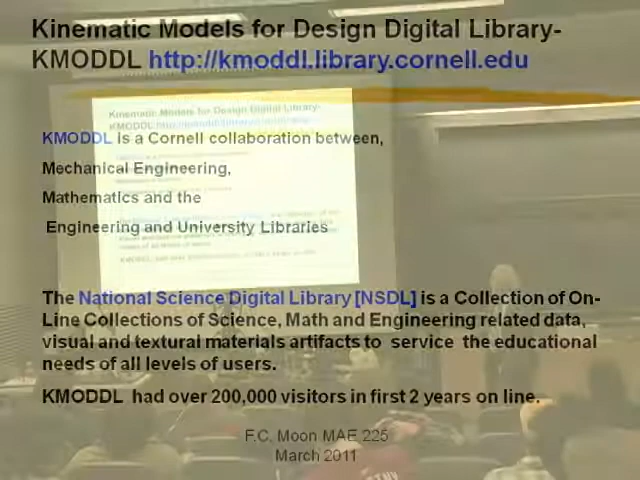 Kinematic Models for Design Digital Library-
KMODDL http://kmoddl.library.cornell.edu
KMODDL is a Cornell collaboration between,
Mechanical Engineering,
Mathematics and the
Engineering and University Libraries
The National Science Digital Library [NSDL] is a Collection of On-
Line Collections of Science, Math and Engineering related data,
visual and textural materials artifacts to service the educational
needs of all levels of users.
KMODDL had over 200,000 visitors in first 2 years on line.
F.C. Moon MAE 225
March 2011